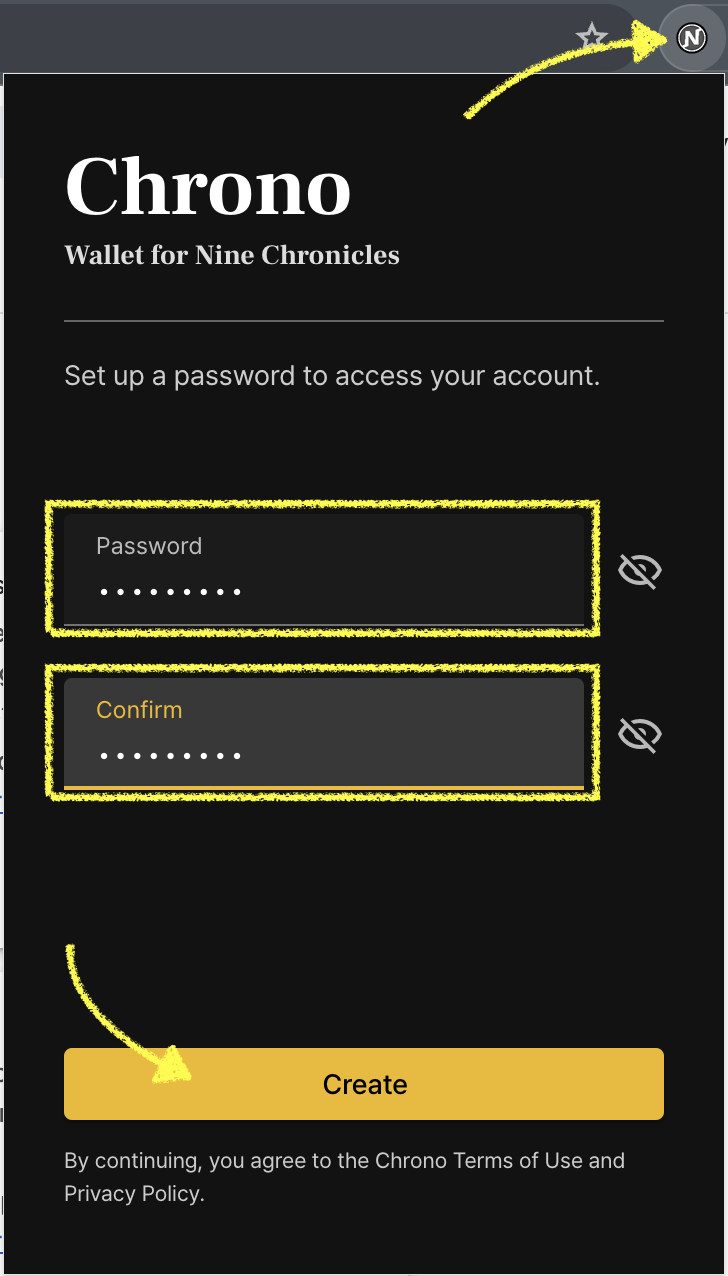 N
Chrono
Wallet for Nine Chronicles
Set up a password to access your account.
Password
•••••••••
Confirm
•••••••••
Create
By continuing, you agree to the Chrono Terms of Use and
Privacy Policy.